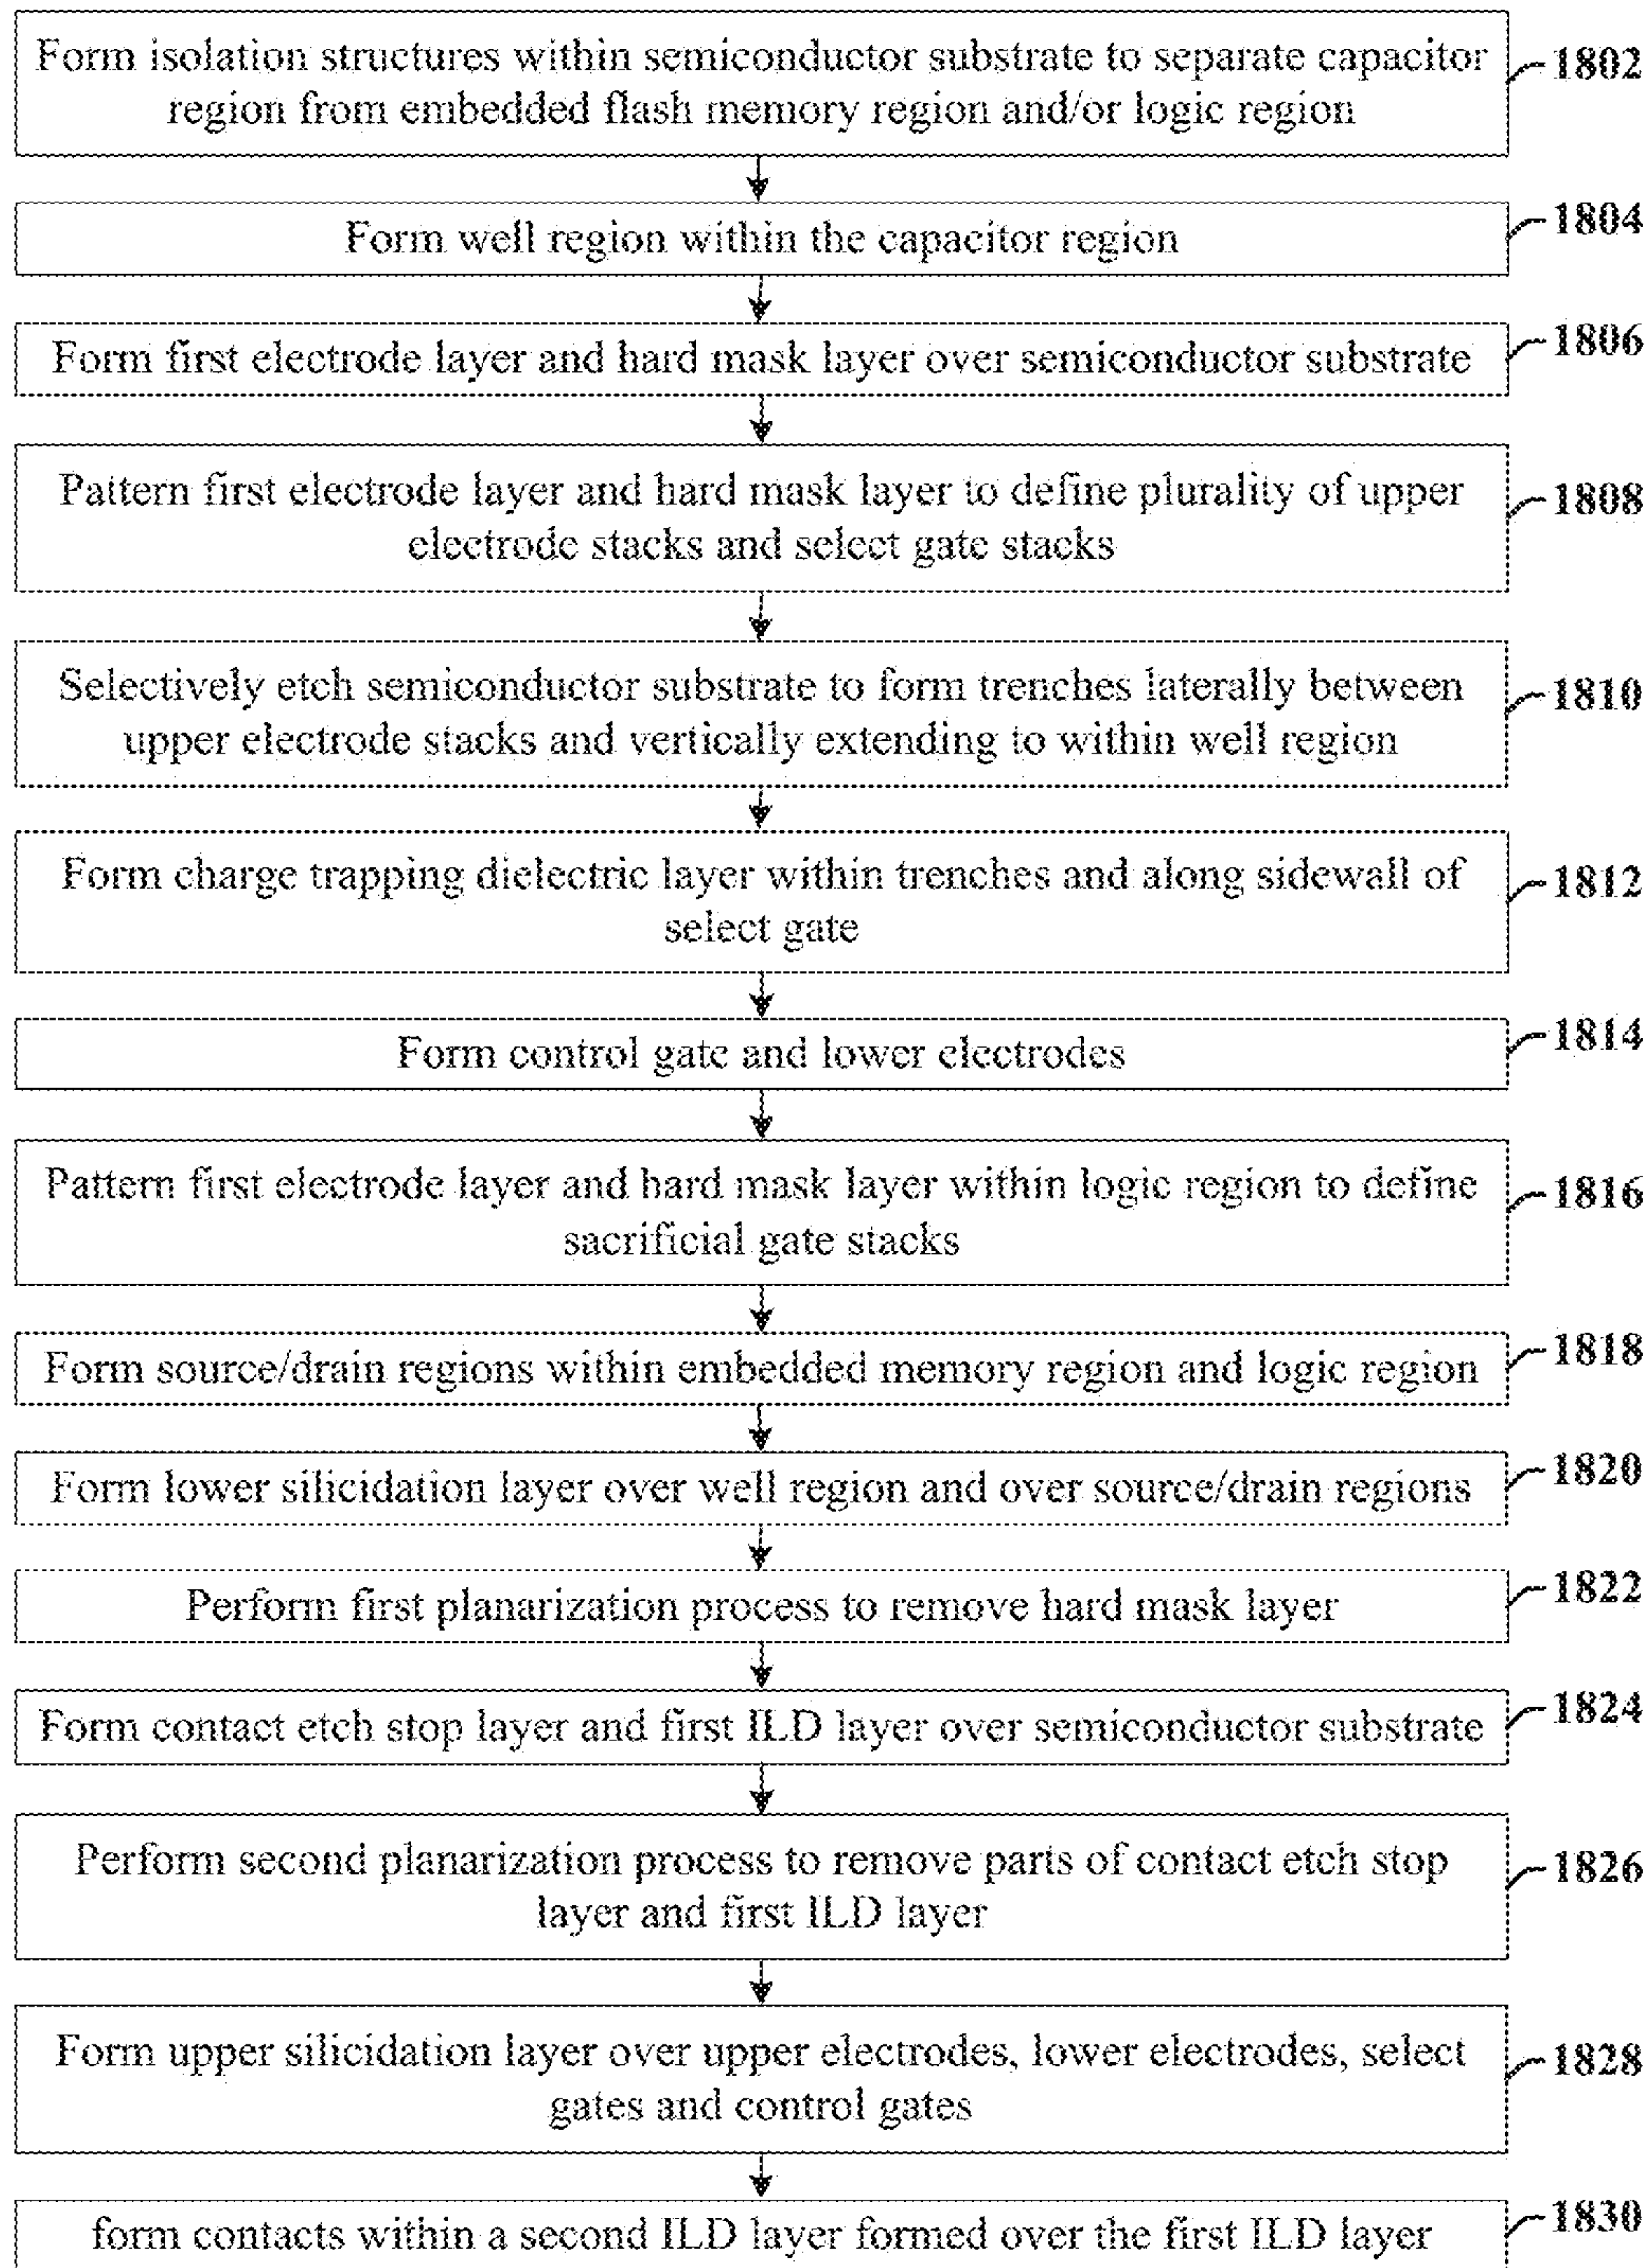 Form isolation structures within semiconductor substrate to separate capacitor
region from embedded flash memory region and/or logic region
1802
Form well region within the capacitor region
1804
Form first electrode layer and hard mask layer over semiconductor substrate
1806
Pattern first electrode layer and hard mask layer to define plurality of upper
electrode stacks and select gate stacks
1808
Selectively etch semiconductor substrate to form trenches laterally between
upper electrode stacks and vertically extending to within well region
1810
Form charge trapping dielectric layer within trenches and along sidewall of
select gate
1812
Form control gate and lower electrodes
1814
Pattern first electrode layer and hard mask layer within logic region to define
sacrificial gate stacks
1816
Form source/drain regions within embedded memory region and logic region
1818
Form lower silicidation layer over well region and over source/drain regions
1820
Perform first planarization process to remove hard mask layer
1822
Form contact etch stop layer and first ILD layer over semiconductor substrate
1824
Perform second planarization process to remove parts of contact etch stop
layer and first ILD layer
1826
Form upper silicidation layer over upper electrodes, lower electrodes, select
gates and control gates
1828
form contacts within a second ILD layer formed over the first ILD layer
1830